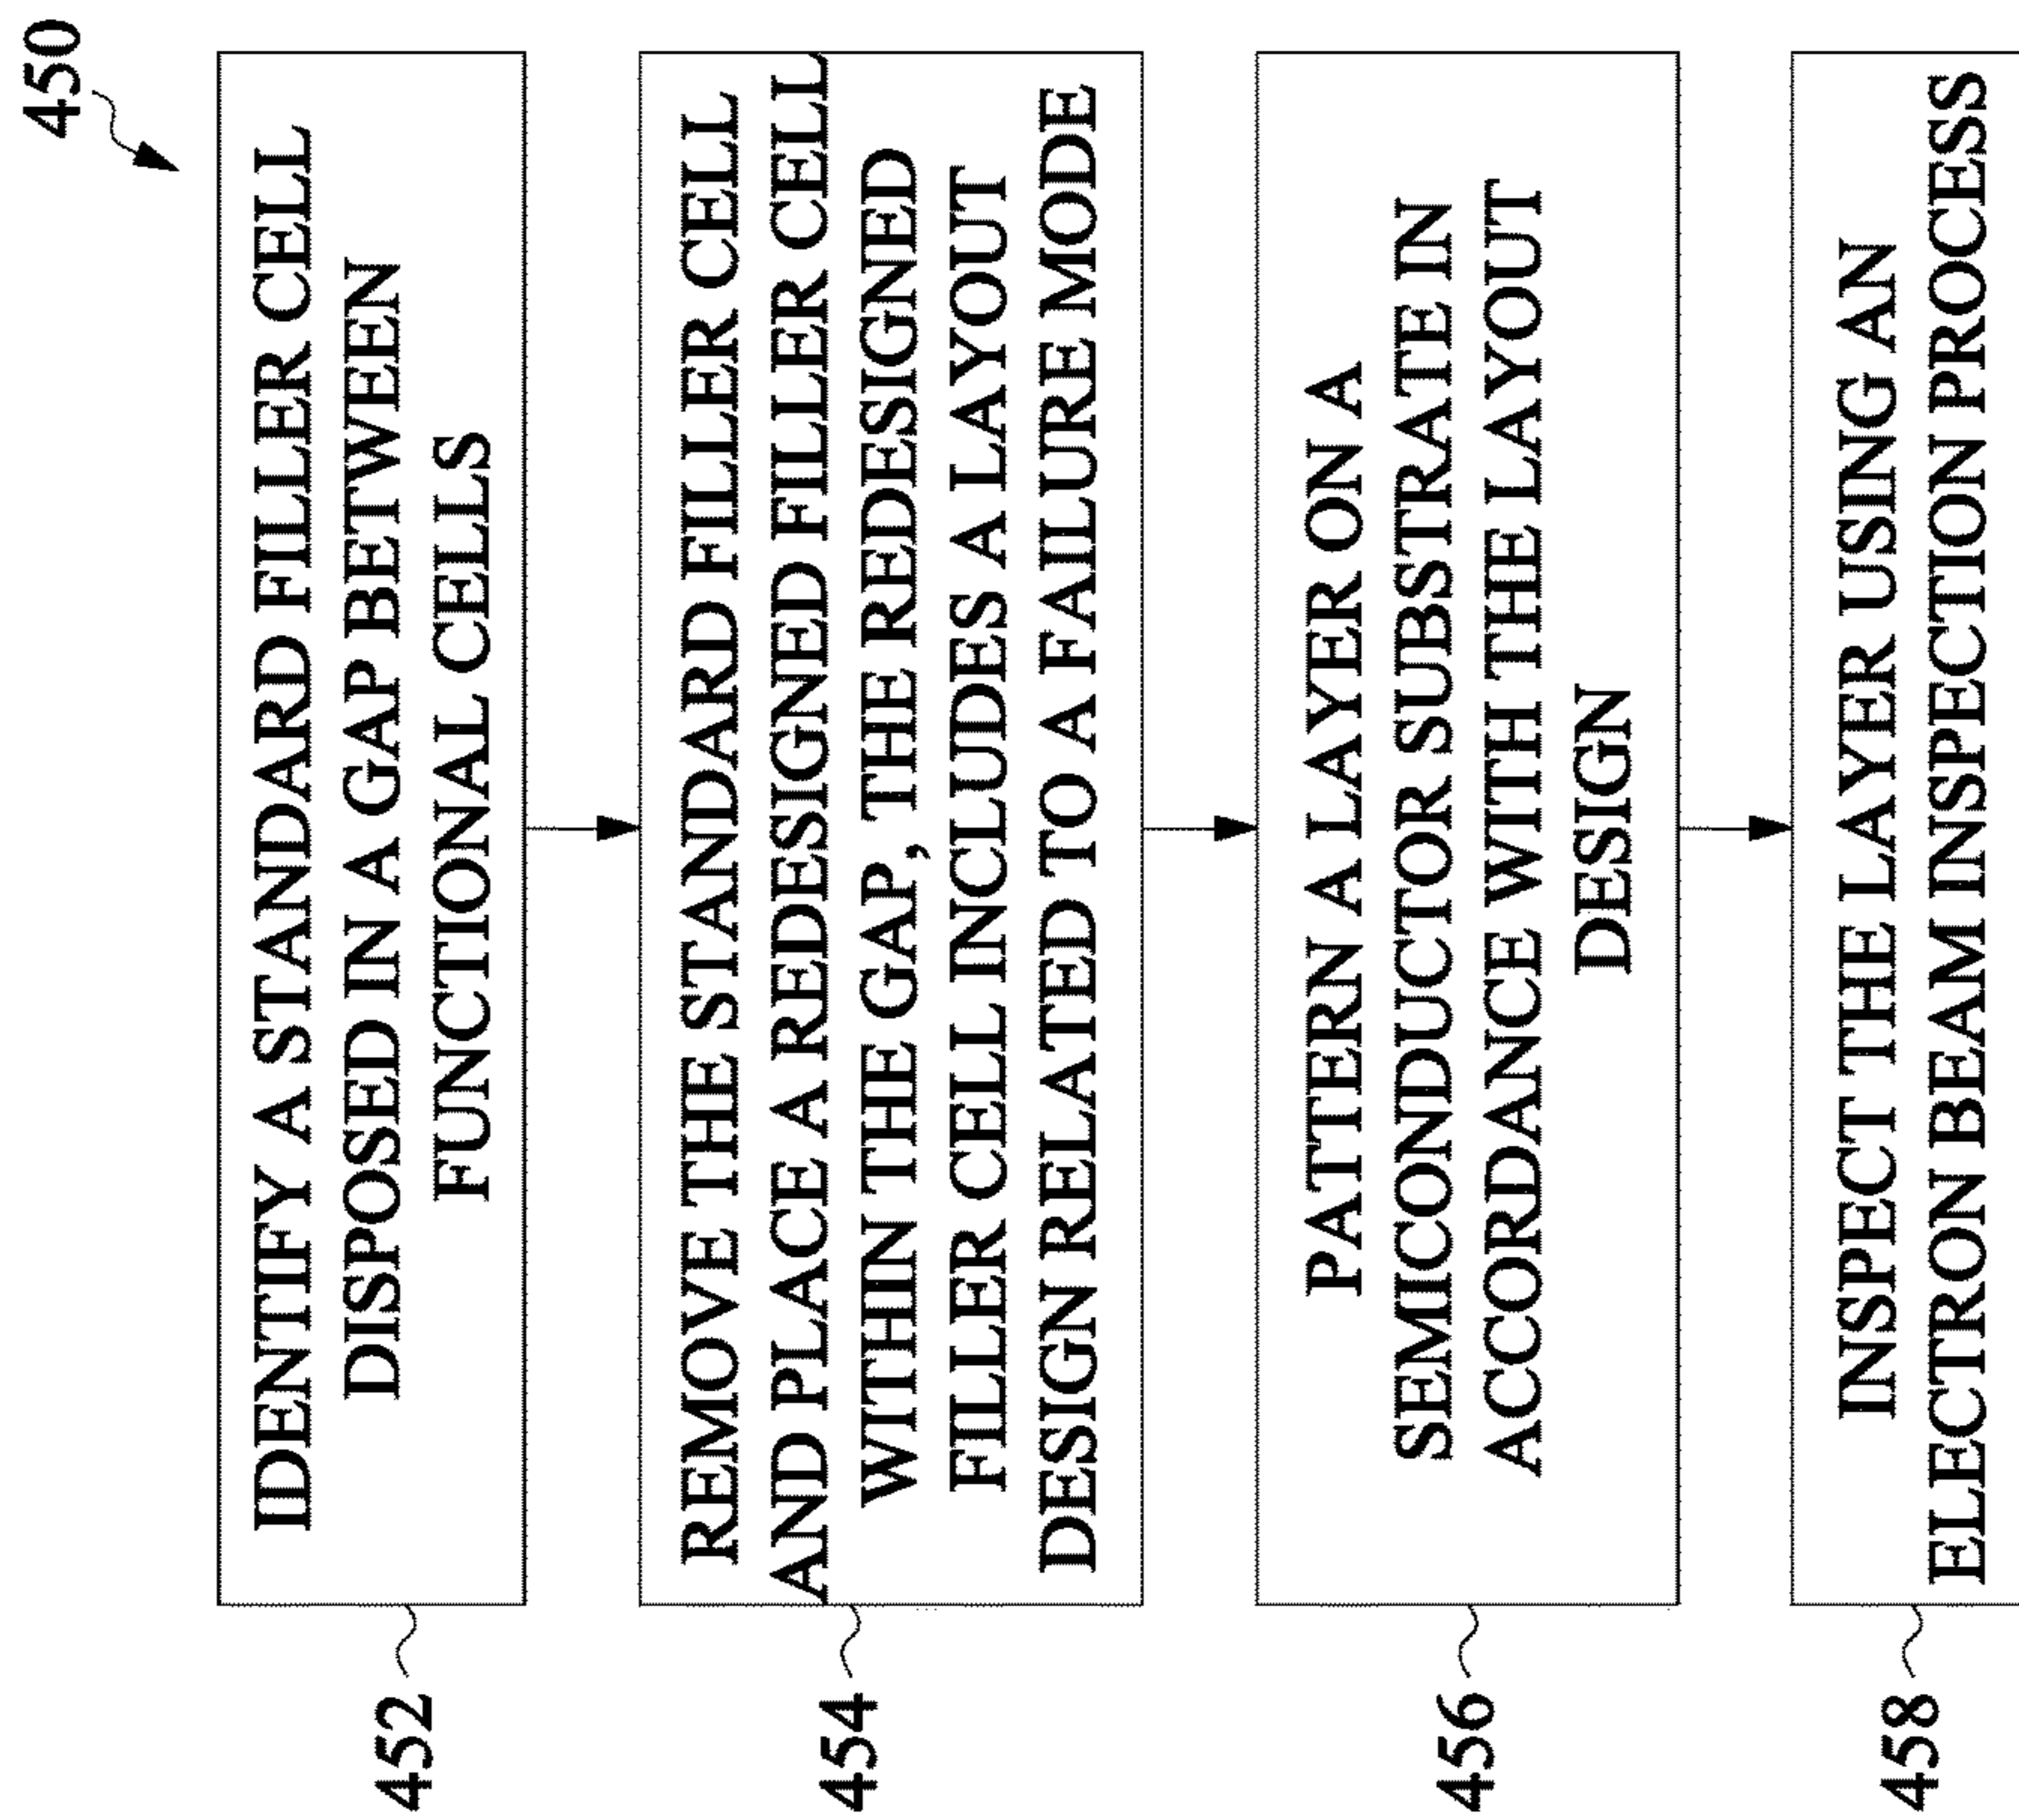 450
452
IDENTIFY A STANDARD FILLER CELL
DISPOSED IN A GAP BETWEEN
FUNCTIONAL CELLS
454
REMOVE THE STANDARD FILLER CELL
AND PLACE A REDESIGNED FILLER CELL
WITHIN THE GAP, THE REDESIGNED
FILLER CELL INCLUDES A LAYOUT
DESIGN RELATED TO A FAILURE MODE
456
PATTERN A LAYER ON A
SEMICONDUCTOR SUBSTRATE IN
ACCORDANCE WITH THE LAYOUT
DESIGN
458
INSPECT THE LAYER USING AN
ELECTRON BEAM INSPECTION PROCESS